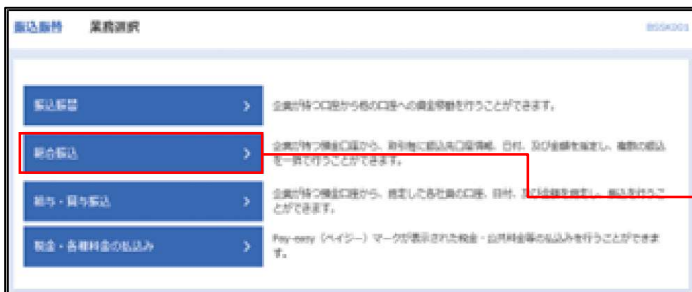 振込振替 業務選択 BSSK001
振込振替 >
企業が持つ口座から他の口座への資金移動を行うことができます。
総合振込 >
企業が持つ預金口座から、取引毎に振込先口座情報、日付、及び金額を指定し、複数の振込
を一括で行うことができます。
給与・賞与振込 >
企業が持つ預金口座から、指定した各社員の口座、日付、及び金額を指定し、振込を行うこ
とができます。
税金・各種料金の払込み >
Pay-easy（ペイジー）マークが表示された税金・公共料金等の払込みを行うことができま
す。